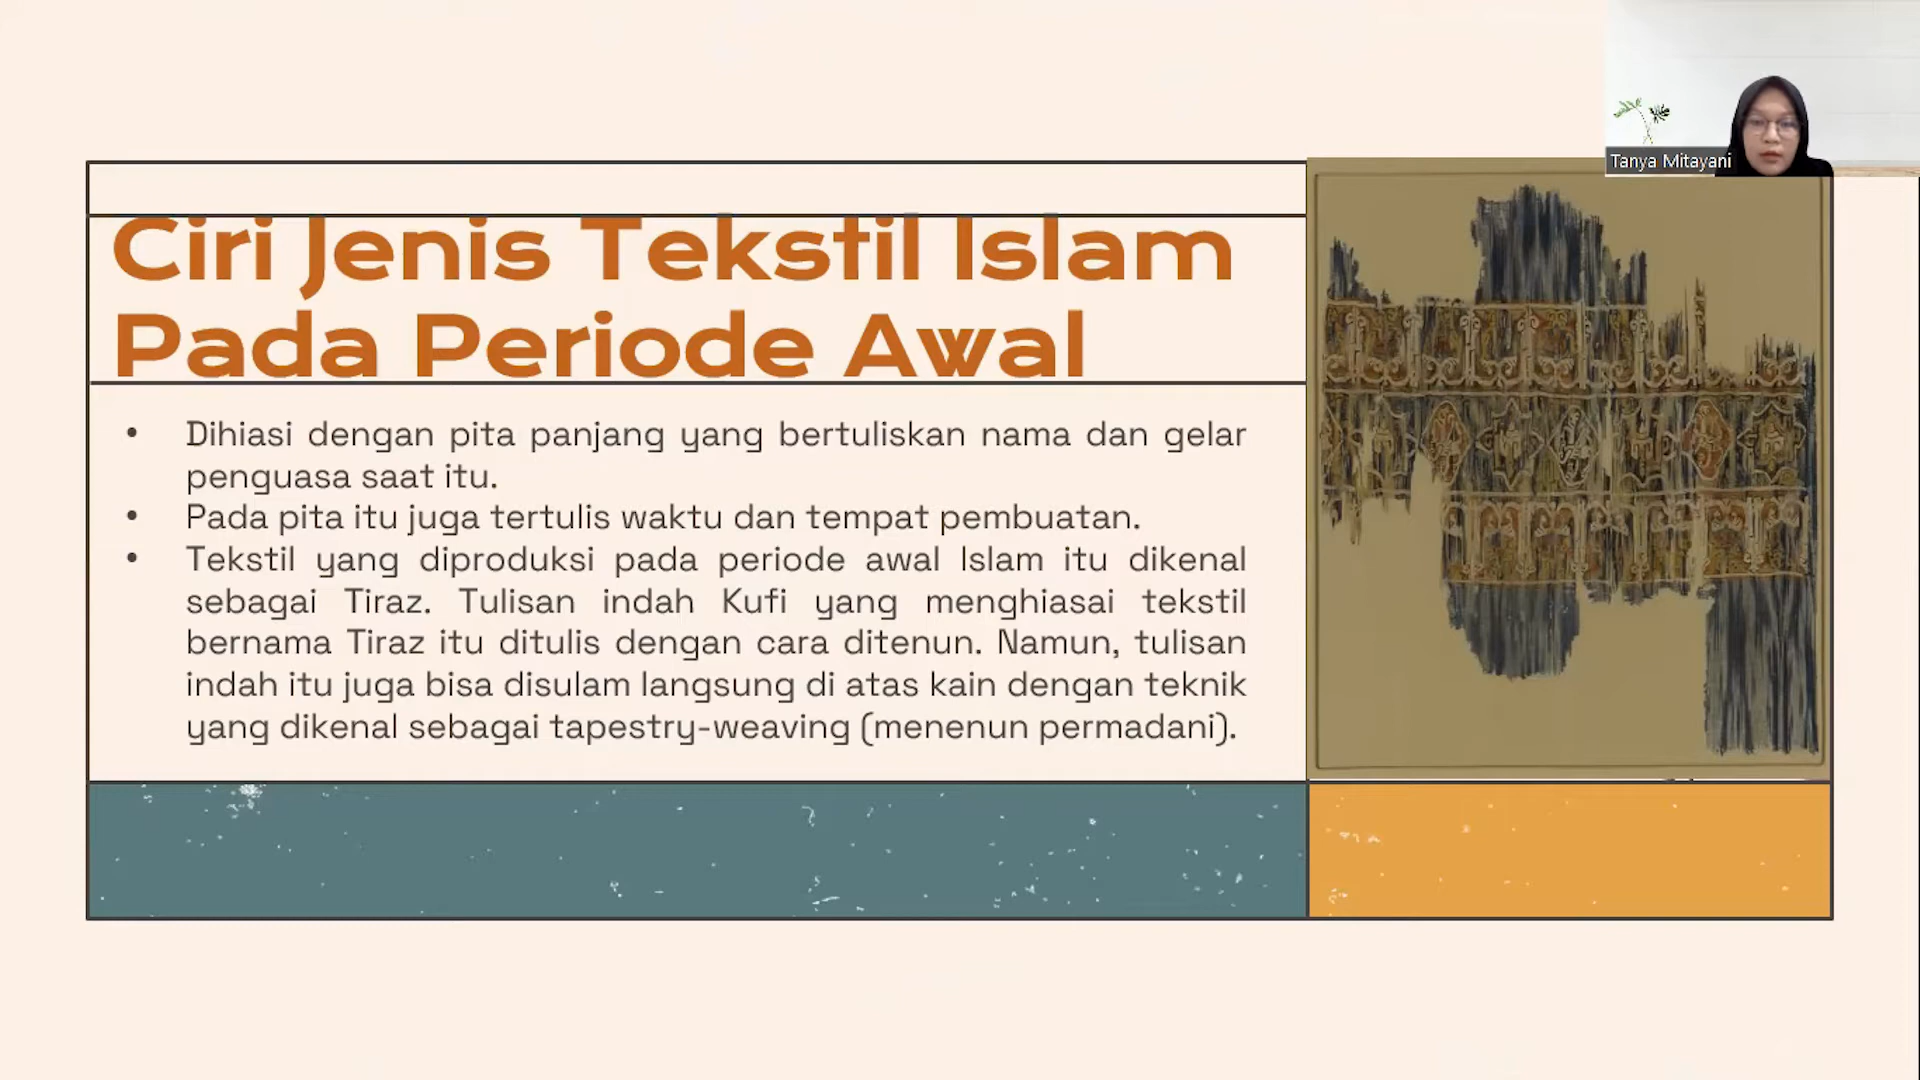 Tanya Mitayani
Ciri Jenis Tekstil Islam
Pada Periode Awal
• Dihiasi dengan pita panjang yang bertuliskan nama dan gelar
penguasa saat itu.
• Pada pita itu juga tertulis waktu dan tempat pembuatan.
• Tekstil yang diproduksi pada periode awal Islam itu dikenal
sebagai Tiraz. Tulisan indah Kufi yang menghiasai tekstil
bernama Tiraz itu ditulis dengan cara ditenun. Namun, tulisan
indah itu juga bisa disulam langsung di atas kain dengan teknik
yang dikenal sebagai tapestry-weaving (menenun permadani).